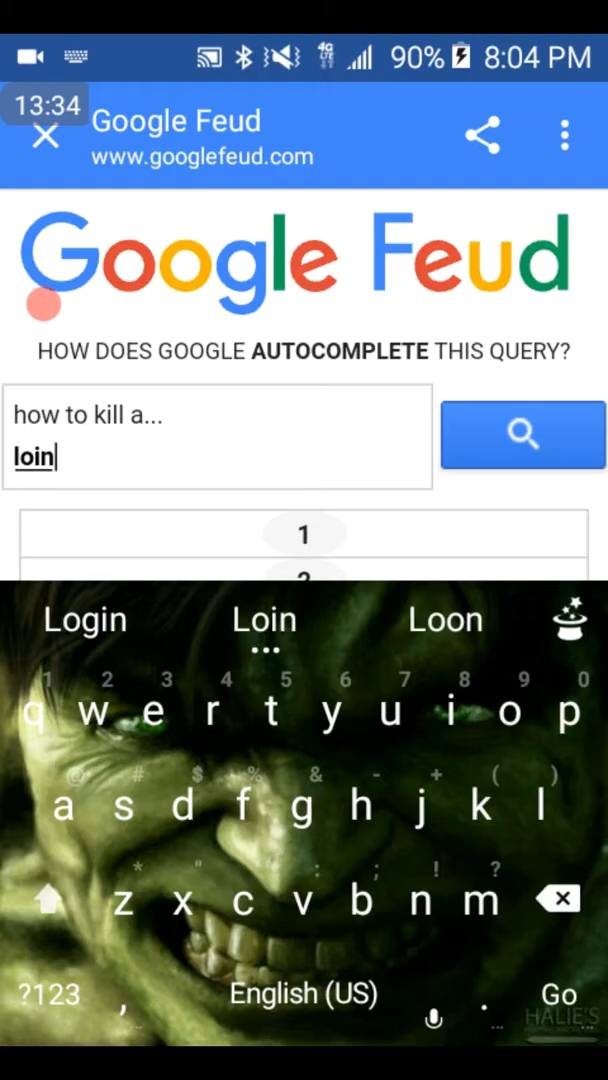 90% 8:04 PM
13:34
Google Feud
www.googlefeud.com
Google Feud
HOW DOES GOOGLE AUTOCOMPLETE THIS QUERY?
how to kill a...
loin
1
2
Login Loin Loon
1 2 3 4 5 6 7 8 9 0
q w e r t y u i o p
@ # $ % & - + ( )
a s d f g h j k l
* " ' : ; ! ?
z x c v b n m
?123 , English (US) . Go
HALIE'S